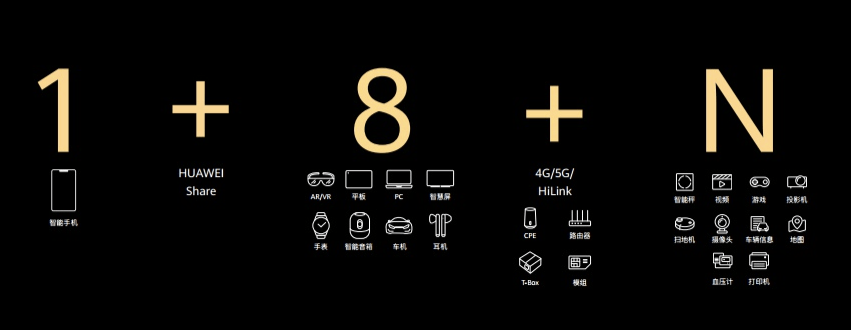 1 + 8 + N
智能手机
HUAWEI
Share
AR/VR 平板 PC 智慧屏
手表 智能音箱 车机 耳机
4G/5G/
HiLink
CPE 路由器
T-Box 模组
智能秤 视频 游戏 投影机
扫地机 摄像头 车辆信息 地图
血压计 打印机